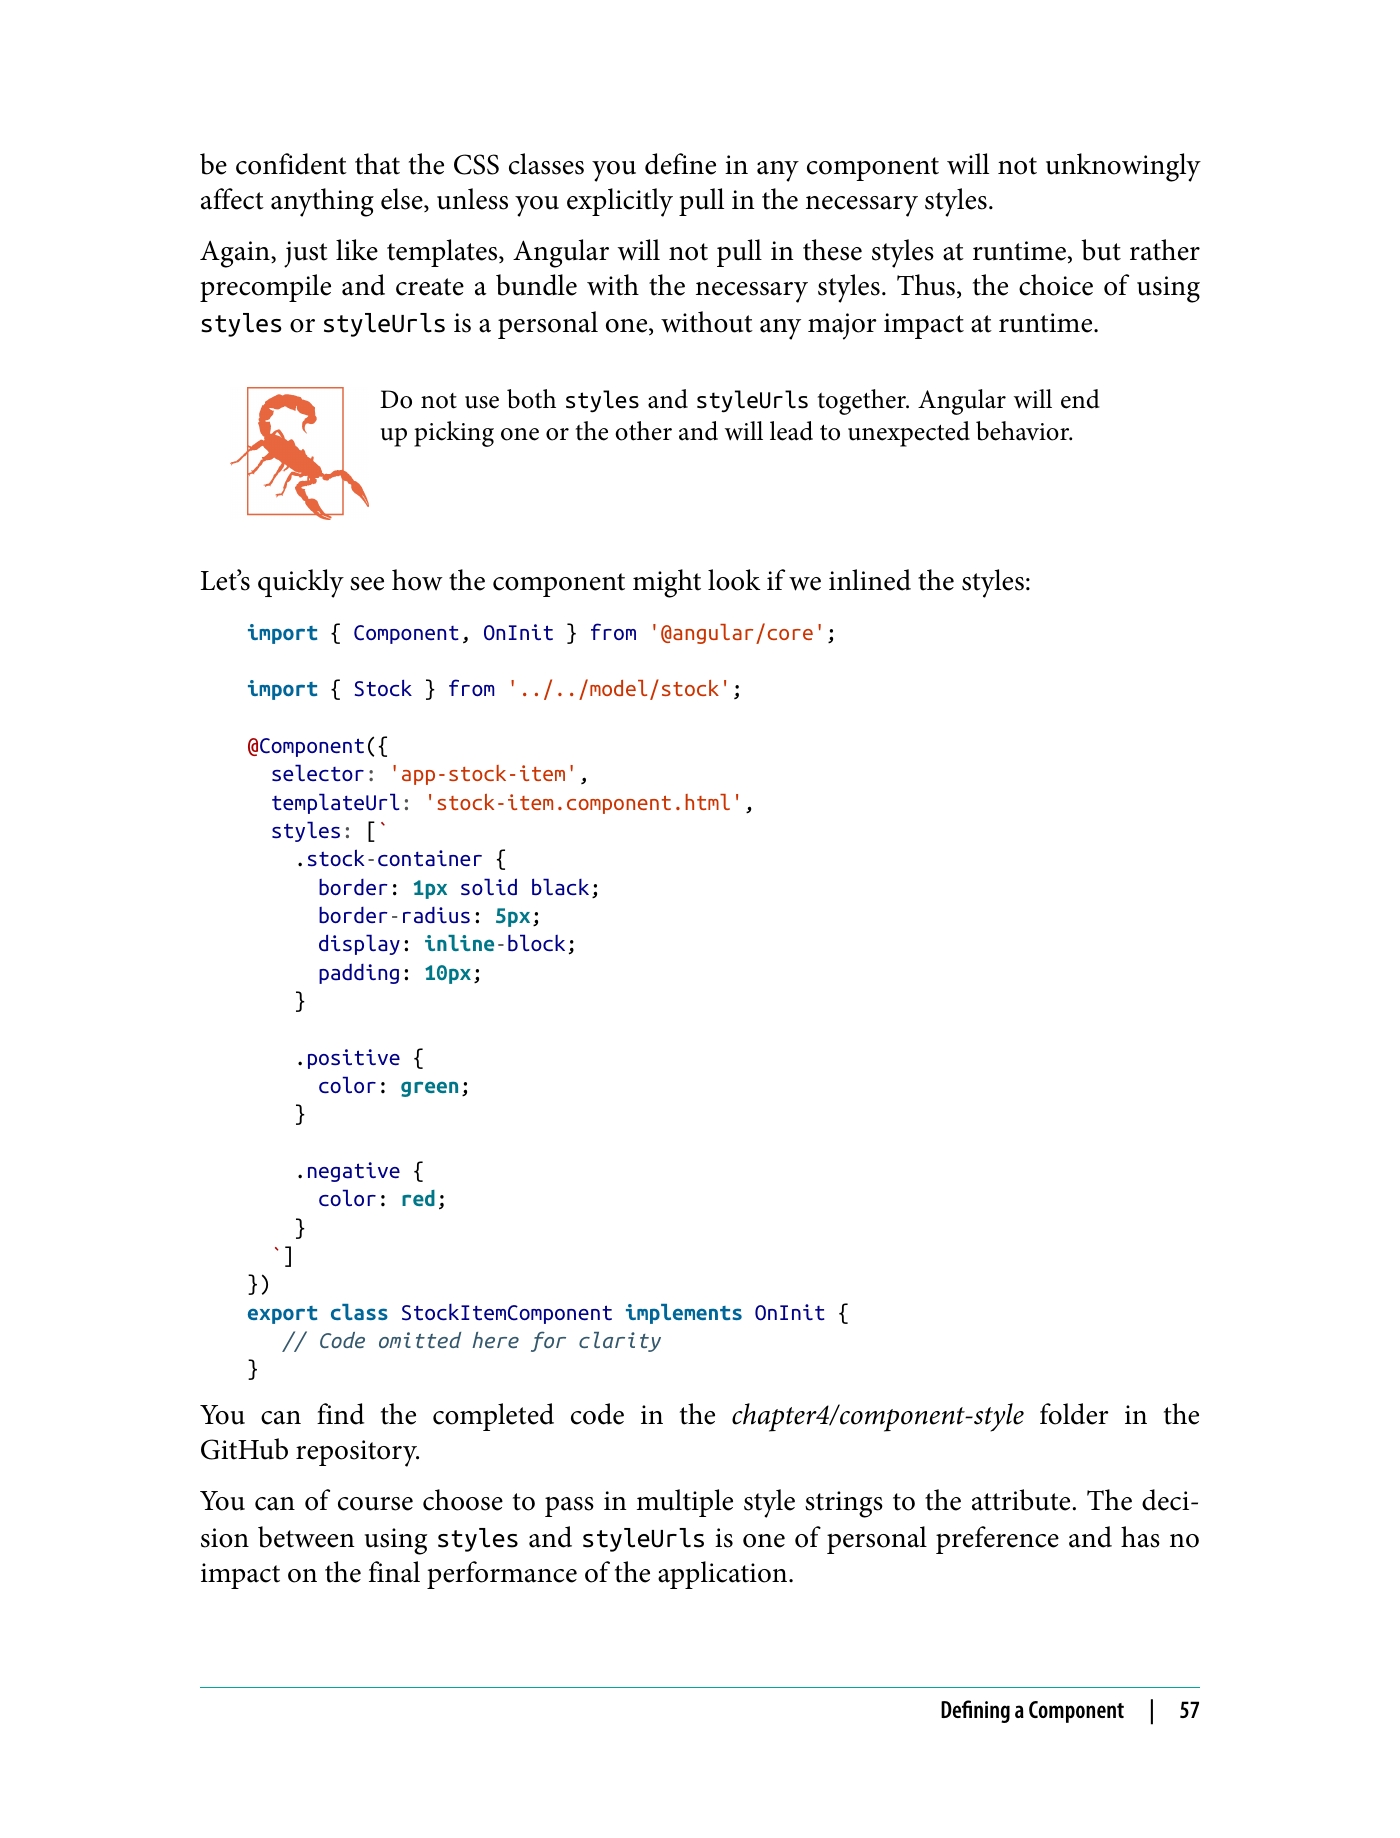 be confident that the CSS classes you define in any component will not unknowingly
affect anything else, unless you explicitly pull in the necessary styles.
Again, just like templates, Angular will not pull in these styles at runtime, but rather
precompile and create a bundle with the necessary styles. Thus, the choice of using
styles or styleUrls is a personal one, without any major impact at runtime.
Do not use both styles and styleUrls together. Angular will end
up picking one or the other and will lead to unexpected behavior.
Let’s quickly see how the component might look if we inlined the styles:
import { Component, OnInit } from '@angular/core';
import { Stock } from '../../model/stock';
@Component({
  selector: 'app-stock-item',
  templateUrl: 'stock-item.component.html',
  styles: [`
    .stock-container {
      border: 1px solid black;
      border-radius: 5px;
      display: inline-block;
      padding: 10px;
    }
    .positive {
      color: green;
    }
    .negative {
      color: red;
    }
  `]
})
export class StockItemComponent implements OnInit {
   // Code omitted here for clarity
}
You can find the completed code in the chapter4/component-style folder in the
GitHub repository.
You can of course choose to pass in multiple style strings to the attribute. The deci-
sion between using styles and styleUrls is one of personal preference and has no
impact on the final performance of the application.
Defining a Component | 57